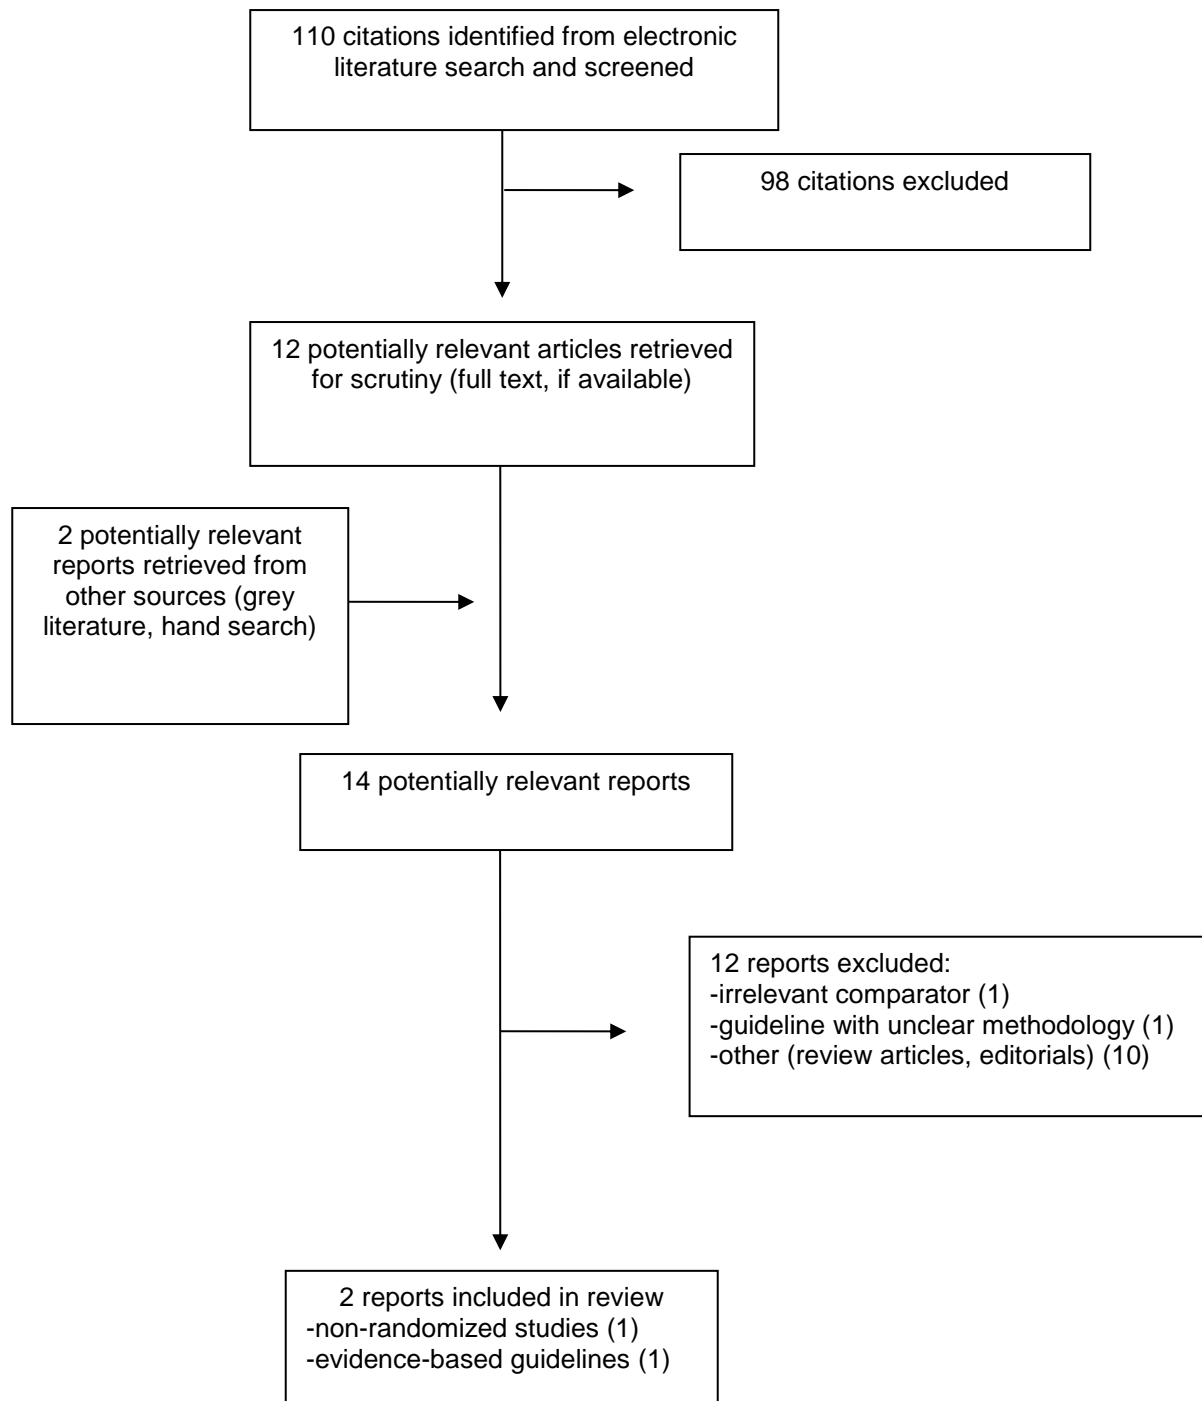 110 citations identified from electronic
literature search and screened
98 citations excluded
12 potentially relevant articles retrieved
for scrutiny (full text, if available)
2 potentially relevant
reports retrieved from
other sources (grey
literature, hand search)
14 potentially relevant reports
12 reports excluded:
-irrelevant comparator (1)
-guideline with unclear methodology (1)
-other (review articles, editorials) (10)
2 reports included in review
-non-randomized studies (1)
-evidence-based guidelines (1)